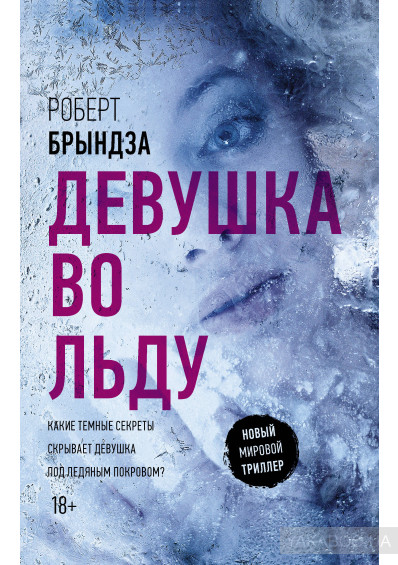 РОБЕРТ
БРЫНДЗА
ДЕВУШКА
ВО
ЛЬДУ
КАКИЕ ТЕМНЫЕ СЕКРЕТЫ
СКРЫВАЕТ ДЕВУШКА
ПОД ЛЕДЯНЫМ ПОКРОВОМ?
НОВЫЙ
МИРОВОЙ
ТРИЛЛЕР
18+